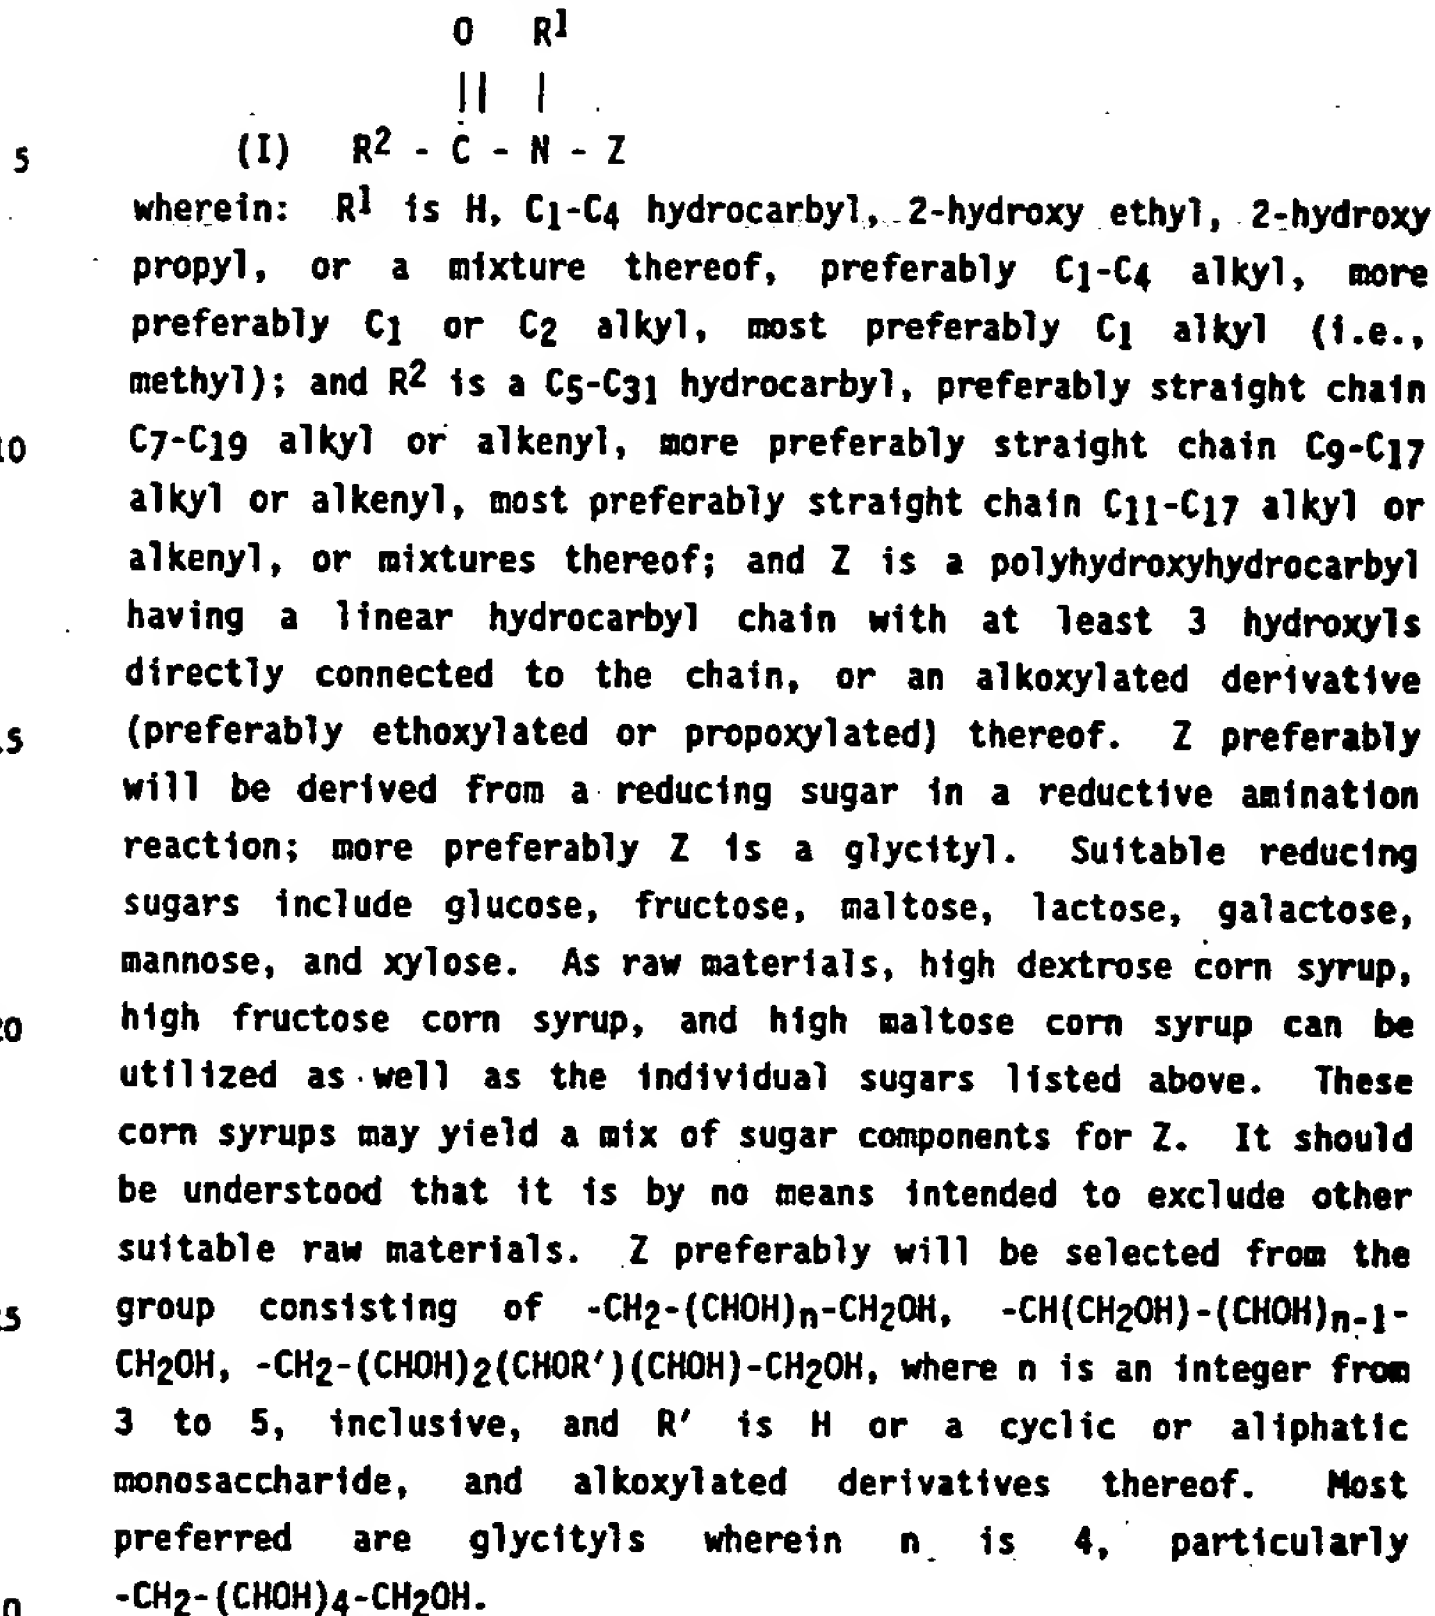 O R1
|| |
5 (I) R2 - C - N - Z
wherein: R1 is H, C1-C4 hydrocarbyl, 2-hydroxy ethyl, 2-hydroxy
propyl, or a mixture thereof, preferably C1-C4 alkyl, more
preferably C1 or C2 alkyl, most preferably C1 alkyl (i.e.,
methyl); and R2 is a C5-C31 hydrocarbyl, preferably straight chain
10 C7-C19 alkyl or alkenyl, more preferably straight chain C9-C17
alkyl or alkenyl, most preferably straight chain C11-C17 alkyl or
alkenyl, or mixtures thereof; and Z is a polyhydroxyhydrocarbyl
having a linear hydrocarbyl chain with at least 3 hydroxyls
directly connected to the chain, or an alkoxylated derivative
5 (preferably ethoxylated or propoxylated) thereof. Z preferably
will be derived from a reducing sugar in a reductive amination
reaction; more preferably Z is a glycityl. Suitable reducing
sugars include glucose, fructose, maltose, lactose, galactose,
mannose, and xylose. As raw materials, high dextrose corn syrup,
20 high fructose corn syrup, and high maltose corn syrup can be
utilized as well as the individual sugars listed above. These
corn syrups may yield a mix of sugar components for Z. It should
be understood that it is by no means intended to exclude other
suitable raw materials. Z preferably will be selected from the
25 group consisting of -CH2-(CHOH)n-CH2OH, -CH(CH2OH)-(CHOH)n-1-
CH2OH, -CH2-(CHOH)2(CHOR')(CHOH)-CH2OH, where n is an integer from
3 to 5, inclusive, and R' is H or a cyclic or aliphatic
monosaccharide, and alkoxylated derivatives thereof. Most
preferred are glycityls wherein n is 4, particularly
0 -CH2-(CHOH)4-CH2OH.